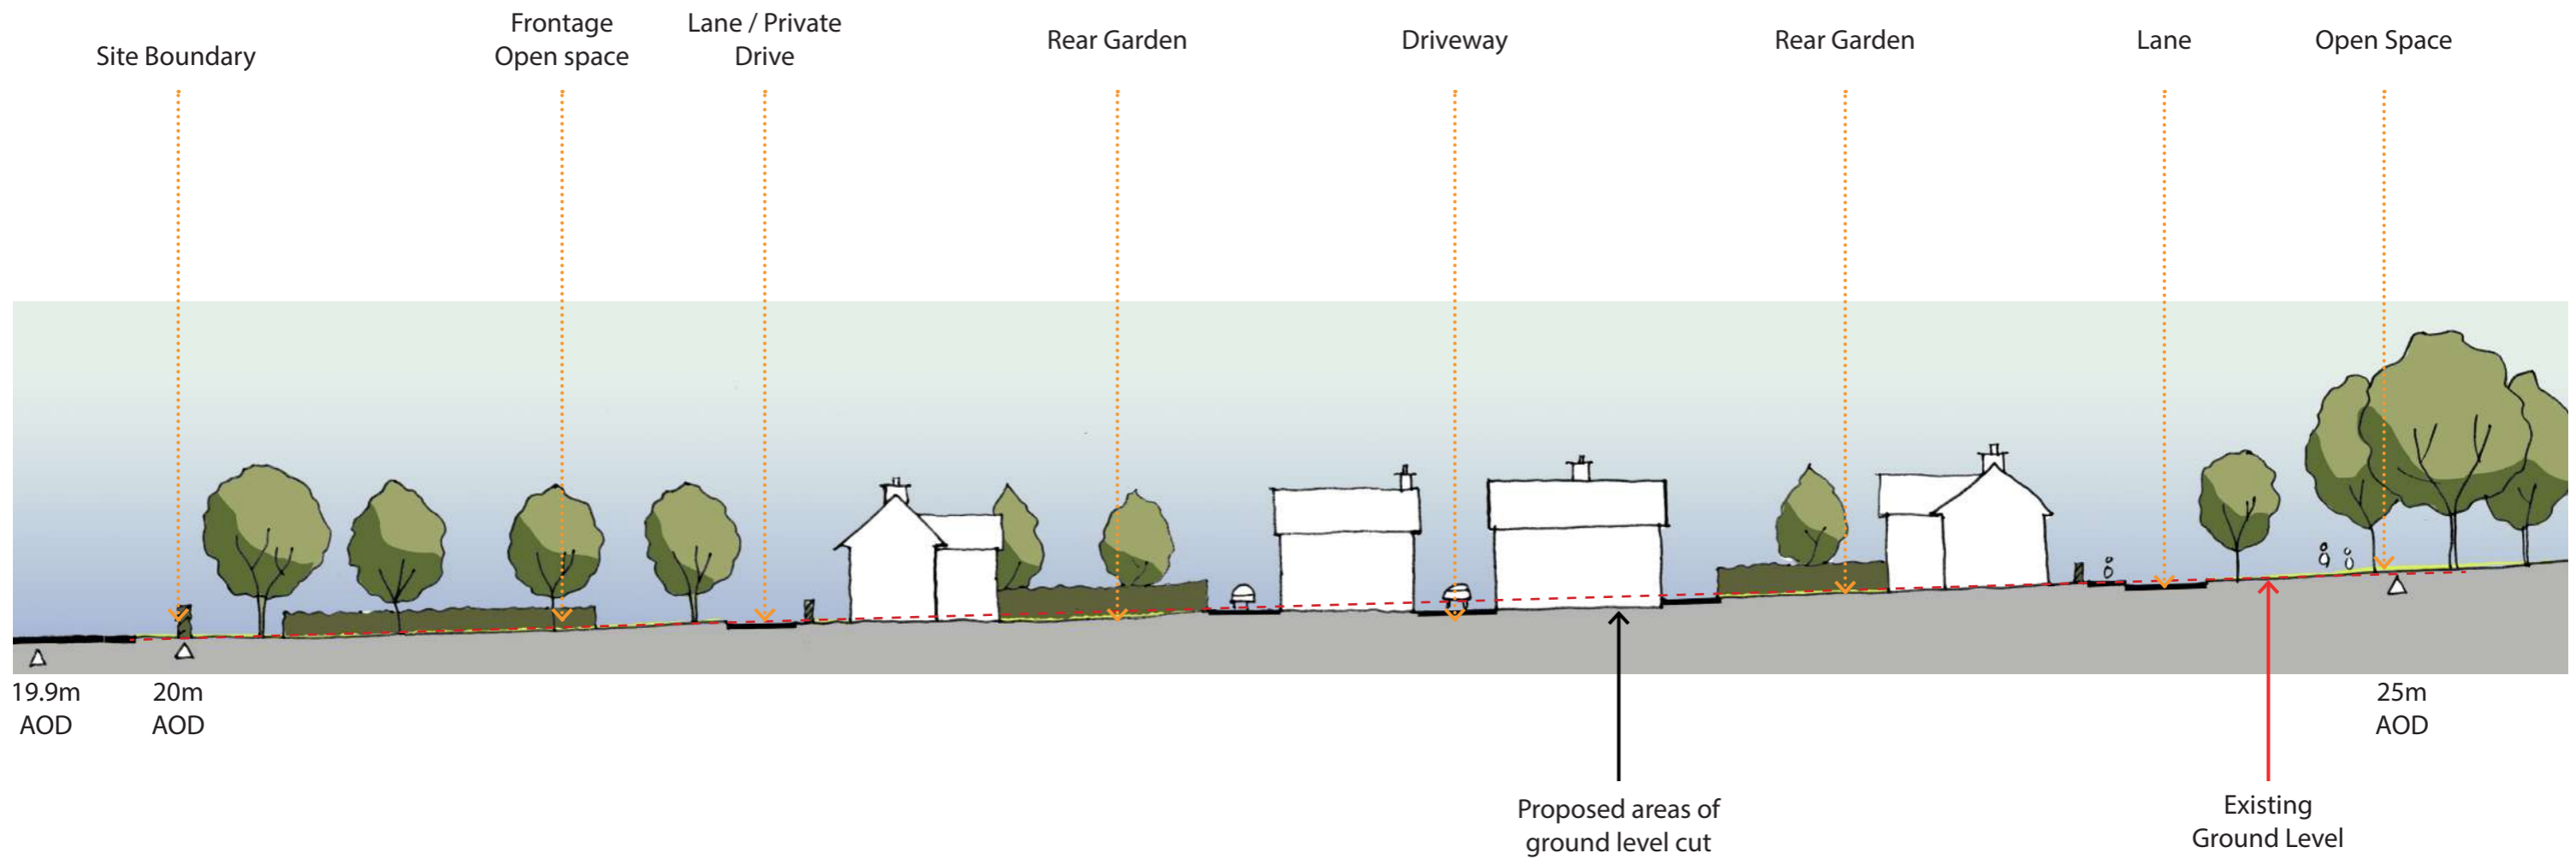 Site Boundary
Frontage
Open space
Lane / Private
Drive
Rear Garden
Driveway
Rear Garden
Lane
Open Space
19.9m
AOD
20m
AOD
25m
AOD
Proposed areas of
ground level cut
Existing
Ground Level